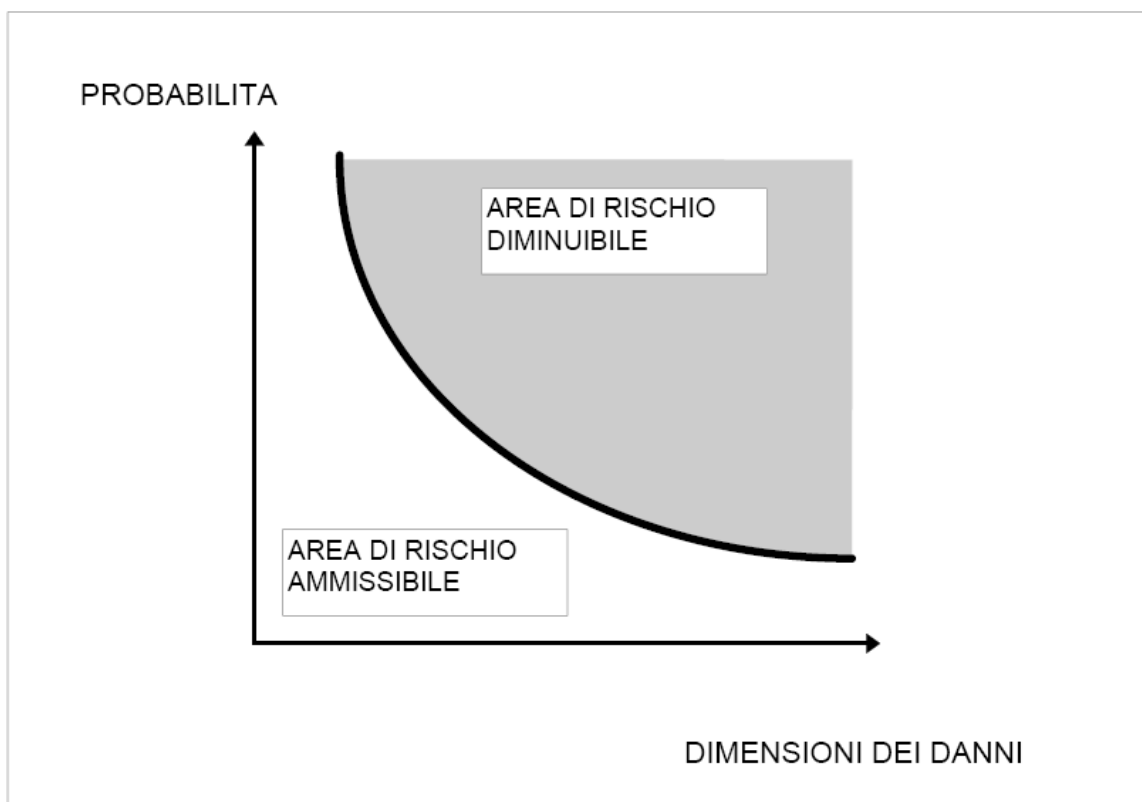 PROBABILITA
AREA DI RISCHIO
DIMINUIBILE
AREA DI RISCHIO
AMMISSIBILE
DIMENSIONI DEI DANNI